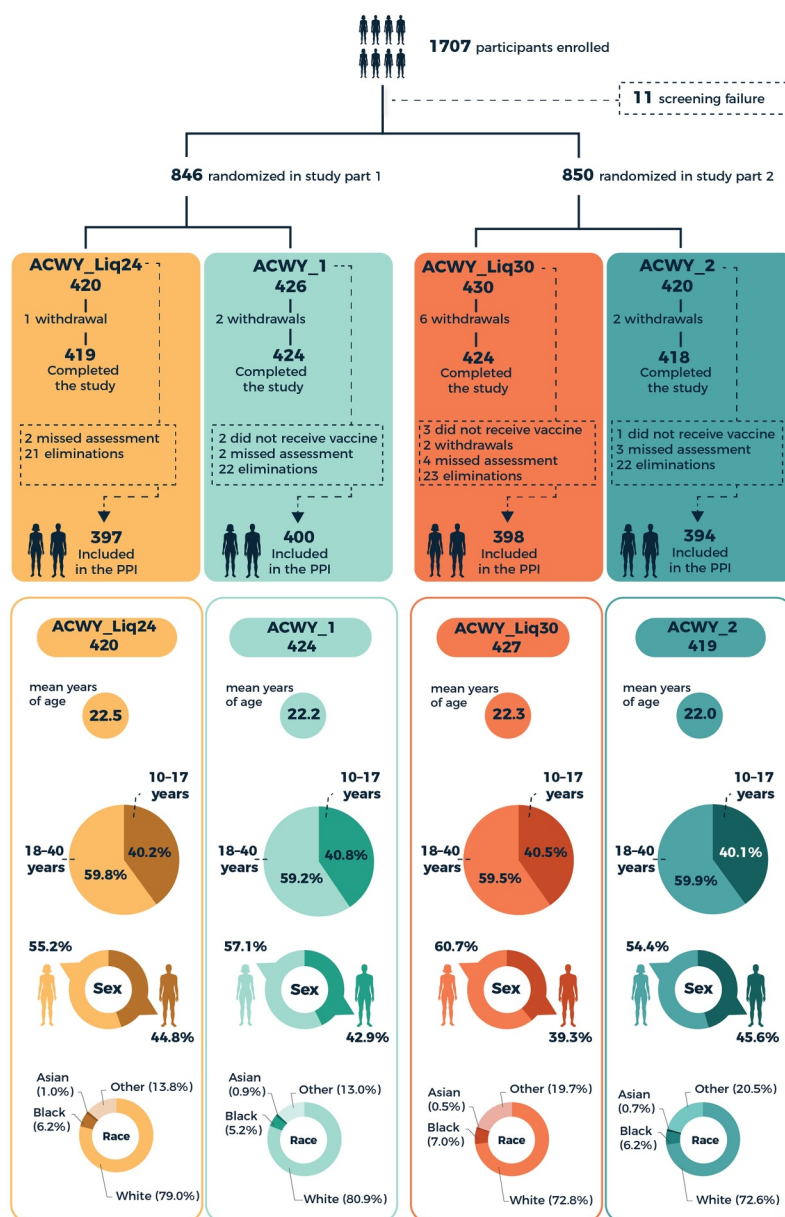 1707 participants enrolled
11 screening failure
846 randomized in study part 1
850 randomized in study part 2
ACWY_Liq24
420
1 withdrawal
419
Completed
the study
2 missed assessment
21 eliminations
397
Included
in the PPI
ACWY_1
426
2 withdrawals
424
Completed
the study
2 did not receive vaccine
2 missed assessment
22 eliminations
400
Included
in the PPI
ACWY_Liq30
430
6 withdrawals
424
Completed
the study
3 did not receive vaccine
2 withdrawals
4 missed assessment
23 eliminations
398
Included
in the PPI
ACWY_2
420
2 withdrawals
418
Completed
the study
1 did not receive vaccine
3 missed assessment
22 eliminations
394
Included
in the PPI
ACWY_Liq24
420
mean years
of age
22.5
10–17
years
18–40
years
40.2%
59.8%
55.2%
Sex
44.8%
Asian
(1.0%)
Other (13.8%)
Black
(6.2%)
Race
White (79.0%)
ACWY_1
424
mean years
of age
22.2
10–17
years
18–40
years
40.8%
59.2%
57.1%
Sex
42.9%
Asian
(0.9%)
Other (13.0%)
Black
(5.2%)
Race
White (80.9%)
ACWY_Liq30
427
mean years
of age
22.3
10–17
years
18–40
years
40.5%
59.5%
60.7%
Sex
39.3%
Asian
(0.5%)
Other (19.7%)
Black
(7.0%)
Race
White (72.8%)
ACWY_2
419
mean years
of age
22.0
10–17
years
18–40
years
40.1%
59.9%
54.4%
Sex
45.6%
Asian
(0.7%)
Other (20.5%)
Black
(6.2%)
Race
White (72.6%)